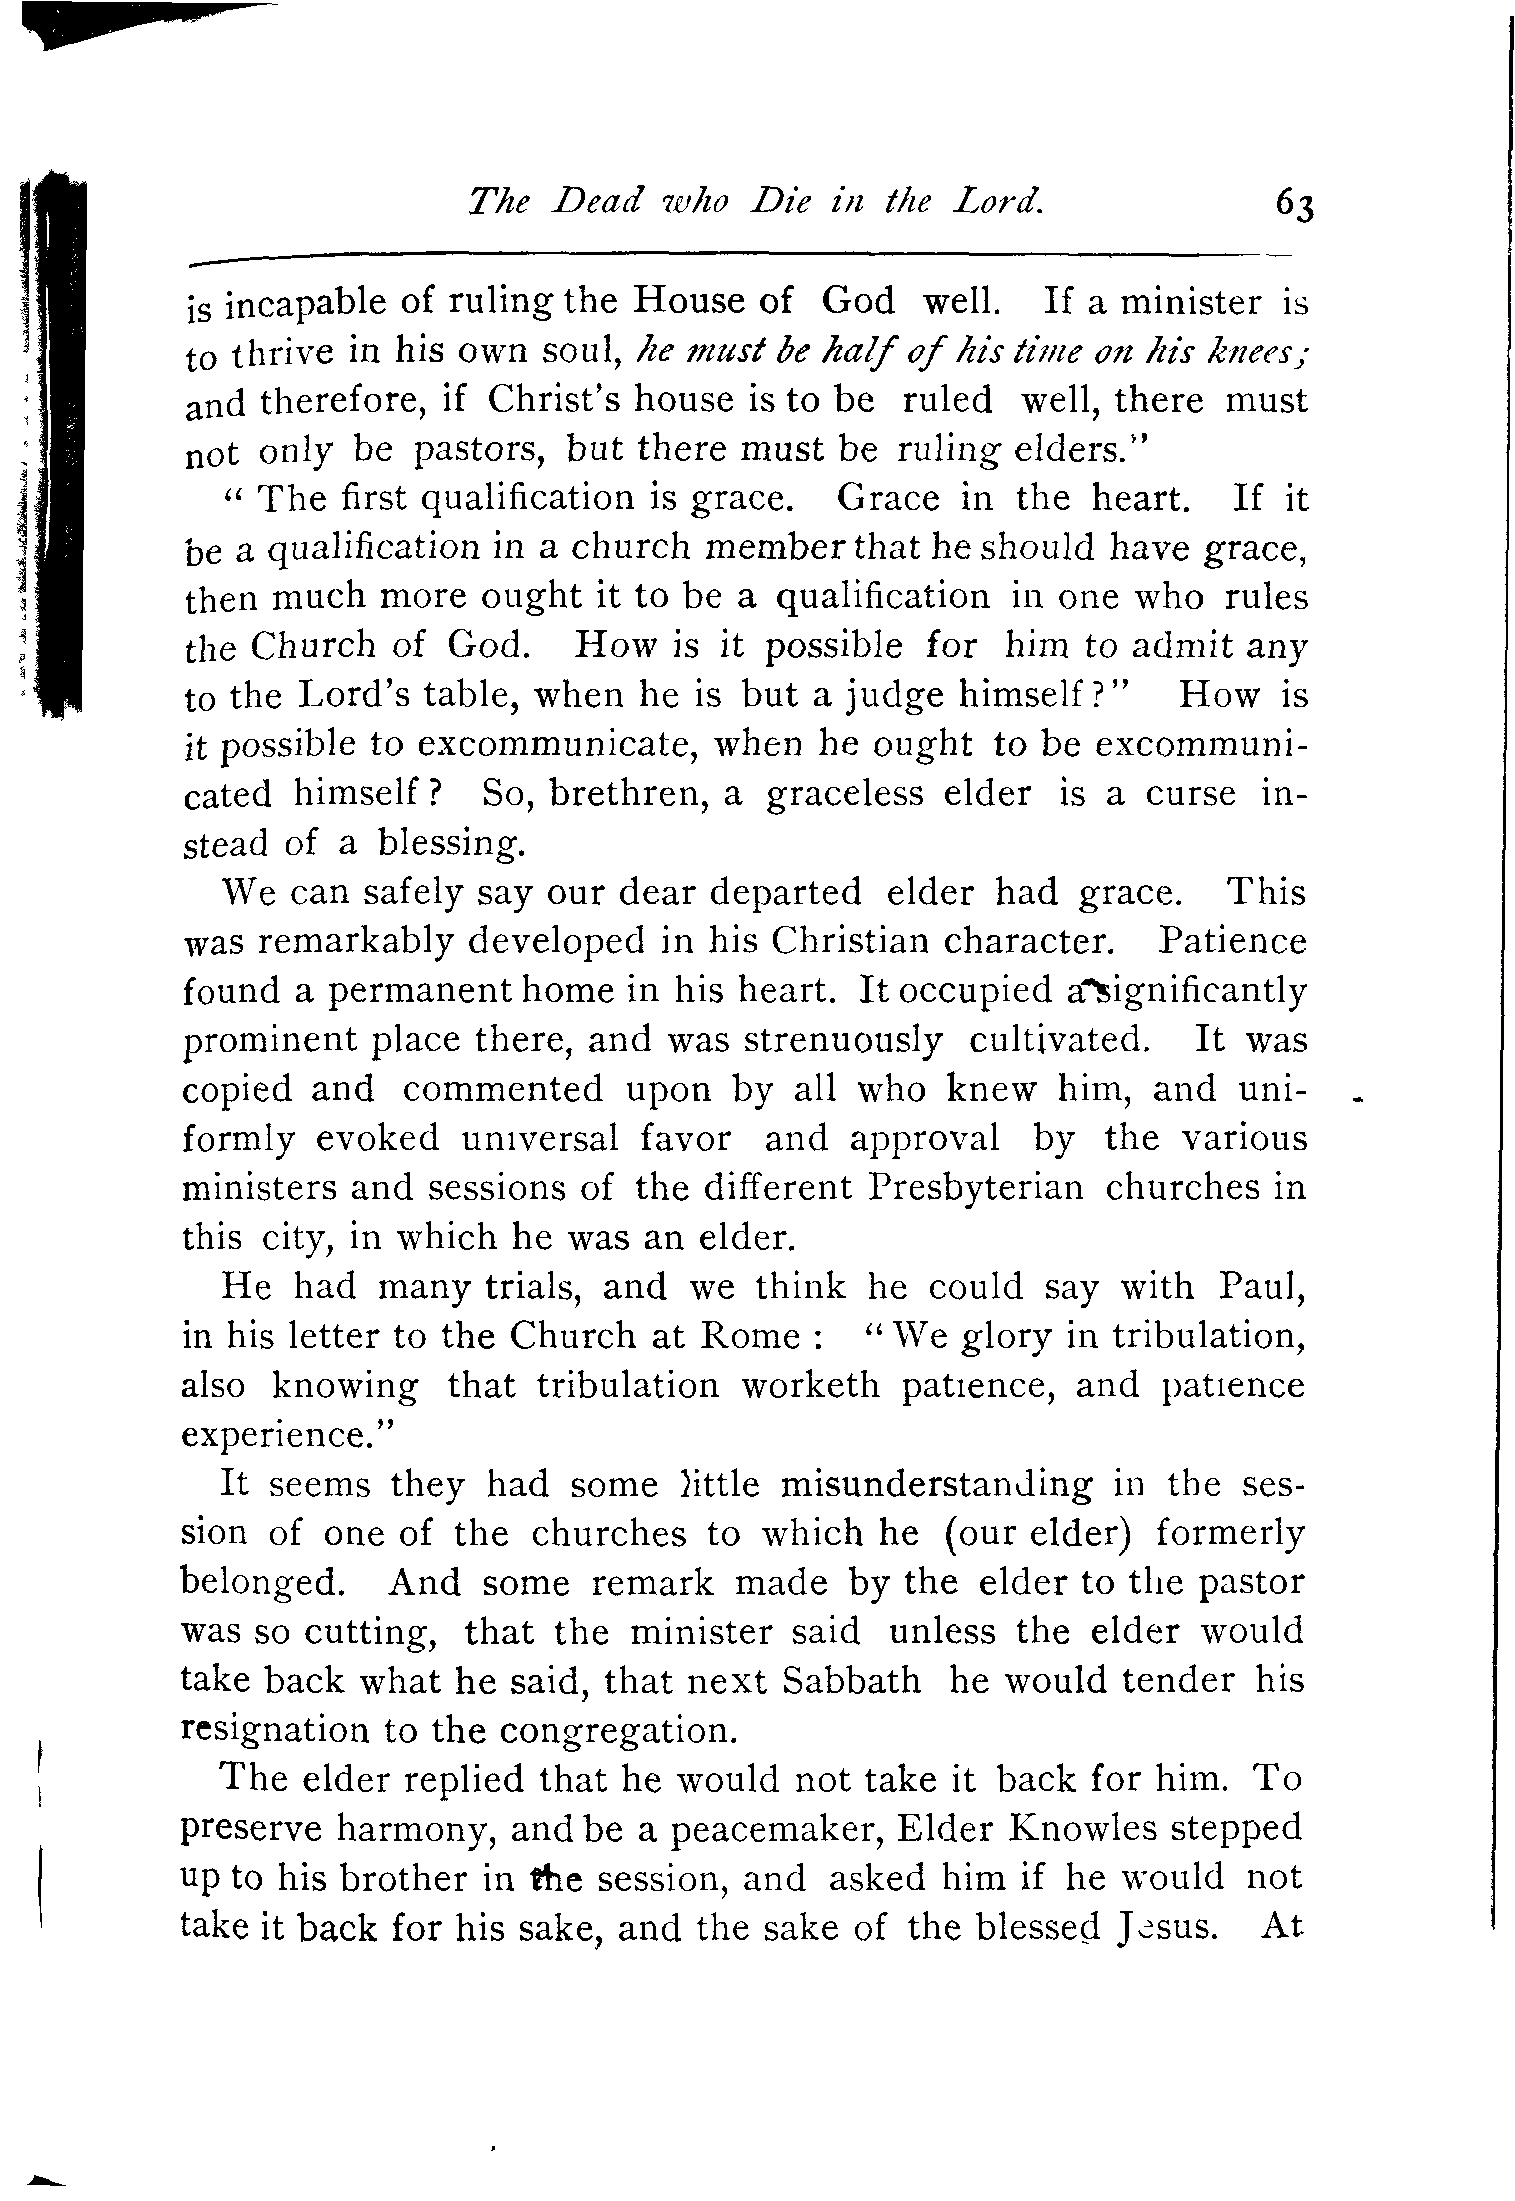 The Dead who Die in the Lord. 63
is incapable of ruling the House of God well. If a minister is
to thrive in his own soul, he must be half of his time on his knees;
and therefore, if Christ's house is to be ruled well, there must
not only be pastors, but there must be ruling elders."
" The first qualification is grace. Grace in the heart. If it
be a qualification in a church member that he should have grace,
then much more ought it to be a qualification in one who rules
the Church of God. How is it possible for him to admit any
to the Lord's table, when he is but a judge himself ?" How is
it possible to excommunicate, when he ought to be excommuni-
cated himself ? So, brethren, a graceless elder is a curse in-
stead of a blessing.
We can safely say our dear departed elder had grace. This
was remarkably developed in his Christian character. Patience
found a permanent home in his heart. It occupied a significantly
prominent place there, and was strenuously cultivated. It was
copied and commented upon by all who knew him, and uni-
formly evoked universal favor and approval by the various
ministers and sessions of the different Presbyterian churches in
this city, in which he was an elder.
He had many trials, and we think he could say with Paul,
in his letter to the Church at Rome : " We glory in tribulation,
also knowing that tribulation worketh patience, and patience
experience."
It seems they had some little misunderstanding in the ses-
sion of one of the churches to which he (our elder) formerly
belonged. And some remark made by the elder to the pastor
was so cutting, that the minister said unless the elder would
take back what he said, that next Sabbath he would tender his
resignation to the congregation.
The elder replied that he would not take it back for him. To
preserve harmony, and be a peacemaker, Elder Knowles stepped
up to his brother in the session, and asked him if he would not
take it back for his sake, and the sake of the blessed Jesus. At